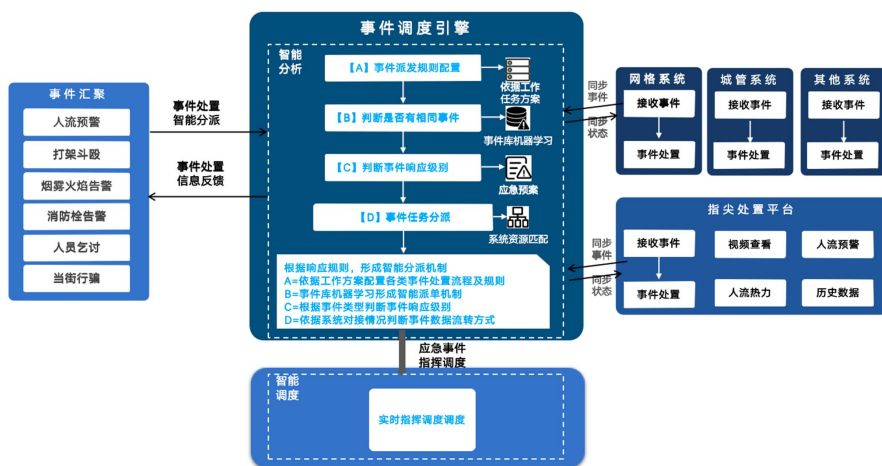 事件汇聚
人流预警
打架斗殴
烟雾火焰告警
消防栓告警
人员乞讨
当街行骗
事件处置
智能分派
事件处置
信息反馈
事件调度引擎
智能
分析
【A】事件派发规则配置
依据工作
任务方案
【B】判断是否有相同事件
事件库机器学习
【C】判断事件响应级别
应急预案
【D】事件任务分派
系统资源匹配
根据响应规则，形成智能分派机制
A=依据工作方案配置各类事件处置流程及规则
B=事件库机器学习形成智能派单机制
C=根据事件类型判断事件响应级别
D=依据系统对接情况判断事件数据流转方式
应急事件
指挥调度
智能
调度
实时指挥调度调度
同步
事件
同步
状态
网格系统
接收事件
事件处置
城管系统
接收事件
事件处置
其他系统
接收事件
事件处置
同步
事件
同步
状态
指尖处置平台
接收事件
视频查看
人流预警
事件处置
人流热力
历史数据